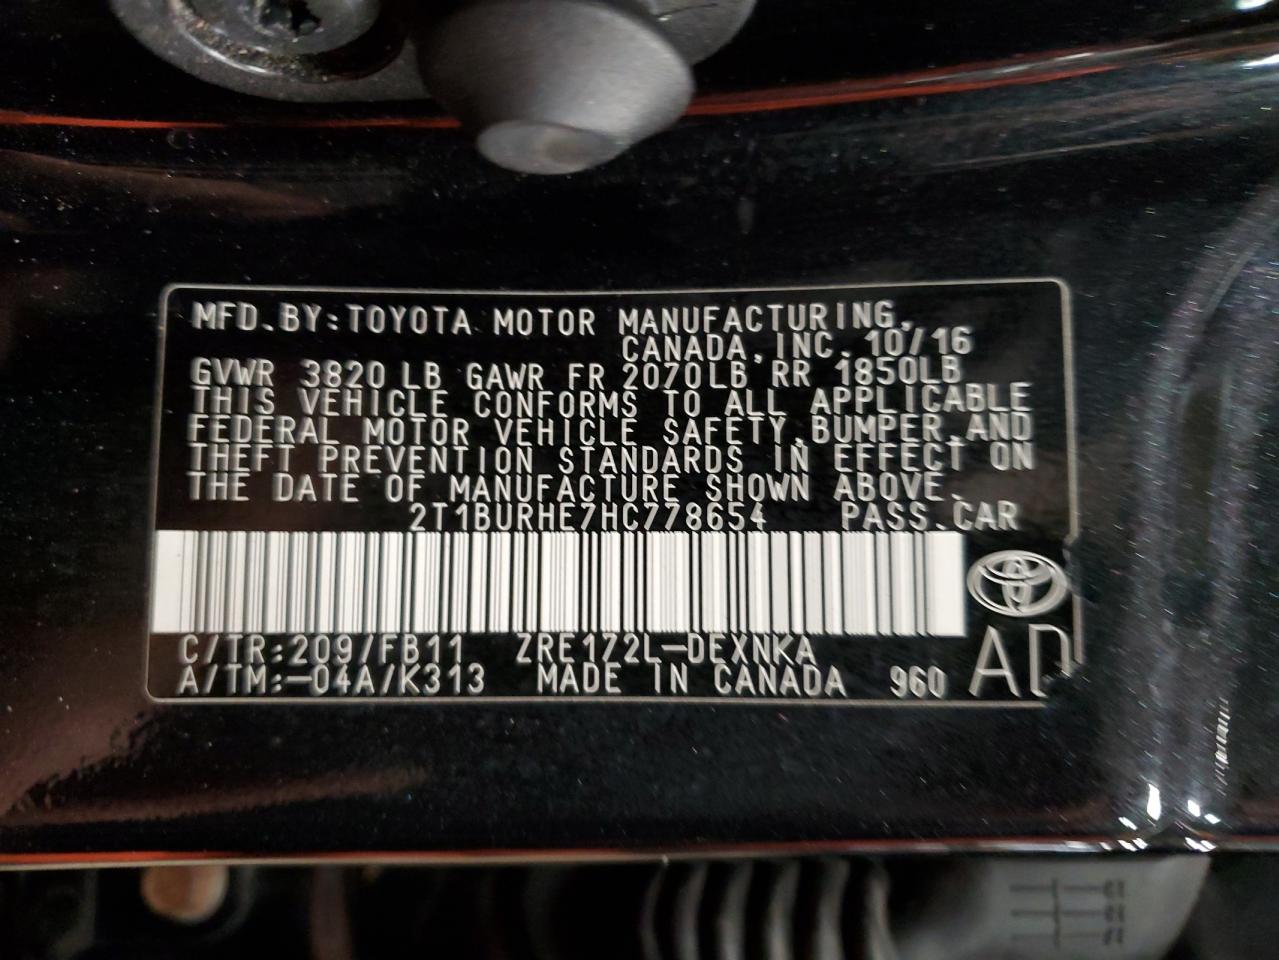 MFD.BY:TOYOTA MOTOR MANUFACTURING,
CANADA,INC. 10/16
GVWR 3820 LB GAWR FR 2070LB RR 1850LB
THIS VEHICLE CONFORMS TO ALL APPLICABLE
FEDERAL MOTOR VEHICLE SAFETY,BUMPER,AND
THEFT PREVENTION STANDARDS IN EFFECT ON
THE DATE OF MANUFACTURE SHOWN ABOVE.
2T1BURHE7HC778654 PASS.CAR
C/TR:209/FB11 ZRE172L-DEXNKA
A/TM:-04A/K313 MADE IN CANADA 960
AD